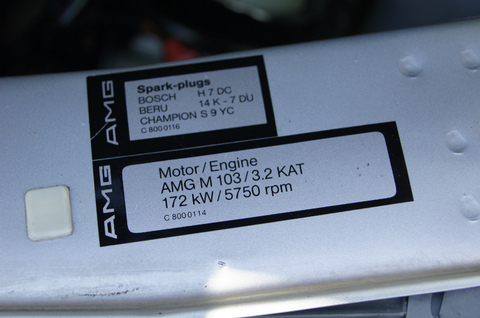 AMG
Spark-plugs
BOSCH H 7 DC
BERU 14 K - 7 DU
CHAMPION S 9 YC
C 8000116
AMG
Motor/Engine
AMG M 103/3.2 KAT
172 kW/5750 rpm
C 8000114